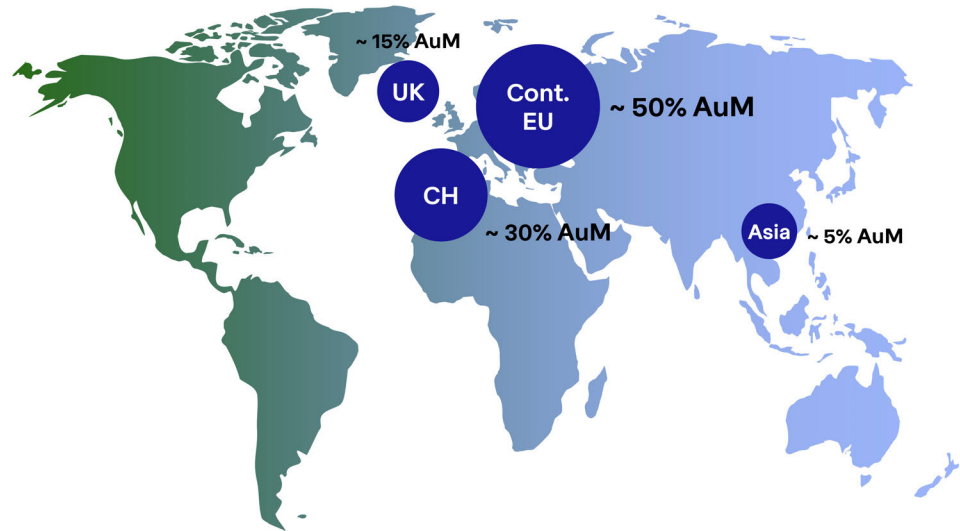 ~ 15% AuM
UK
Cont.
EU
~ 50% AuM
CH
~ 30% AuM
Asia
~ 5% AuM